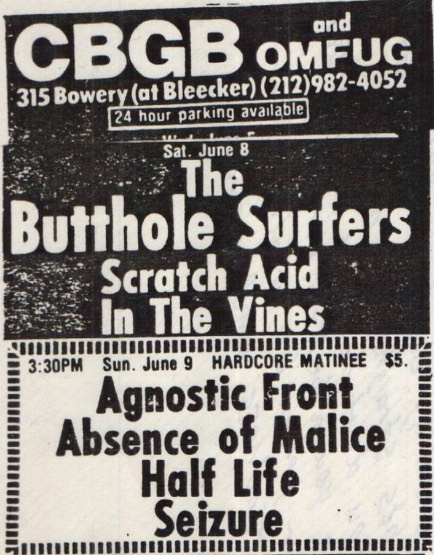 CBGB and
OMFUG
315 Bowery (at Bleecker) (212)982-4052
24 hour parking available
Sat. June 8
The
Butthole Surfers
Scratch Acid
In The Vines
3:30PM Sun. June 9 HARDCORE MATINEE $5.
Agnostic Front
Absence of Malice
Half Life
Seizure